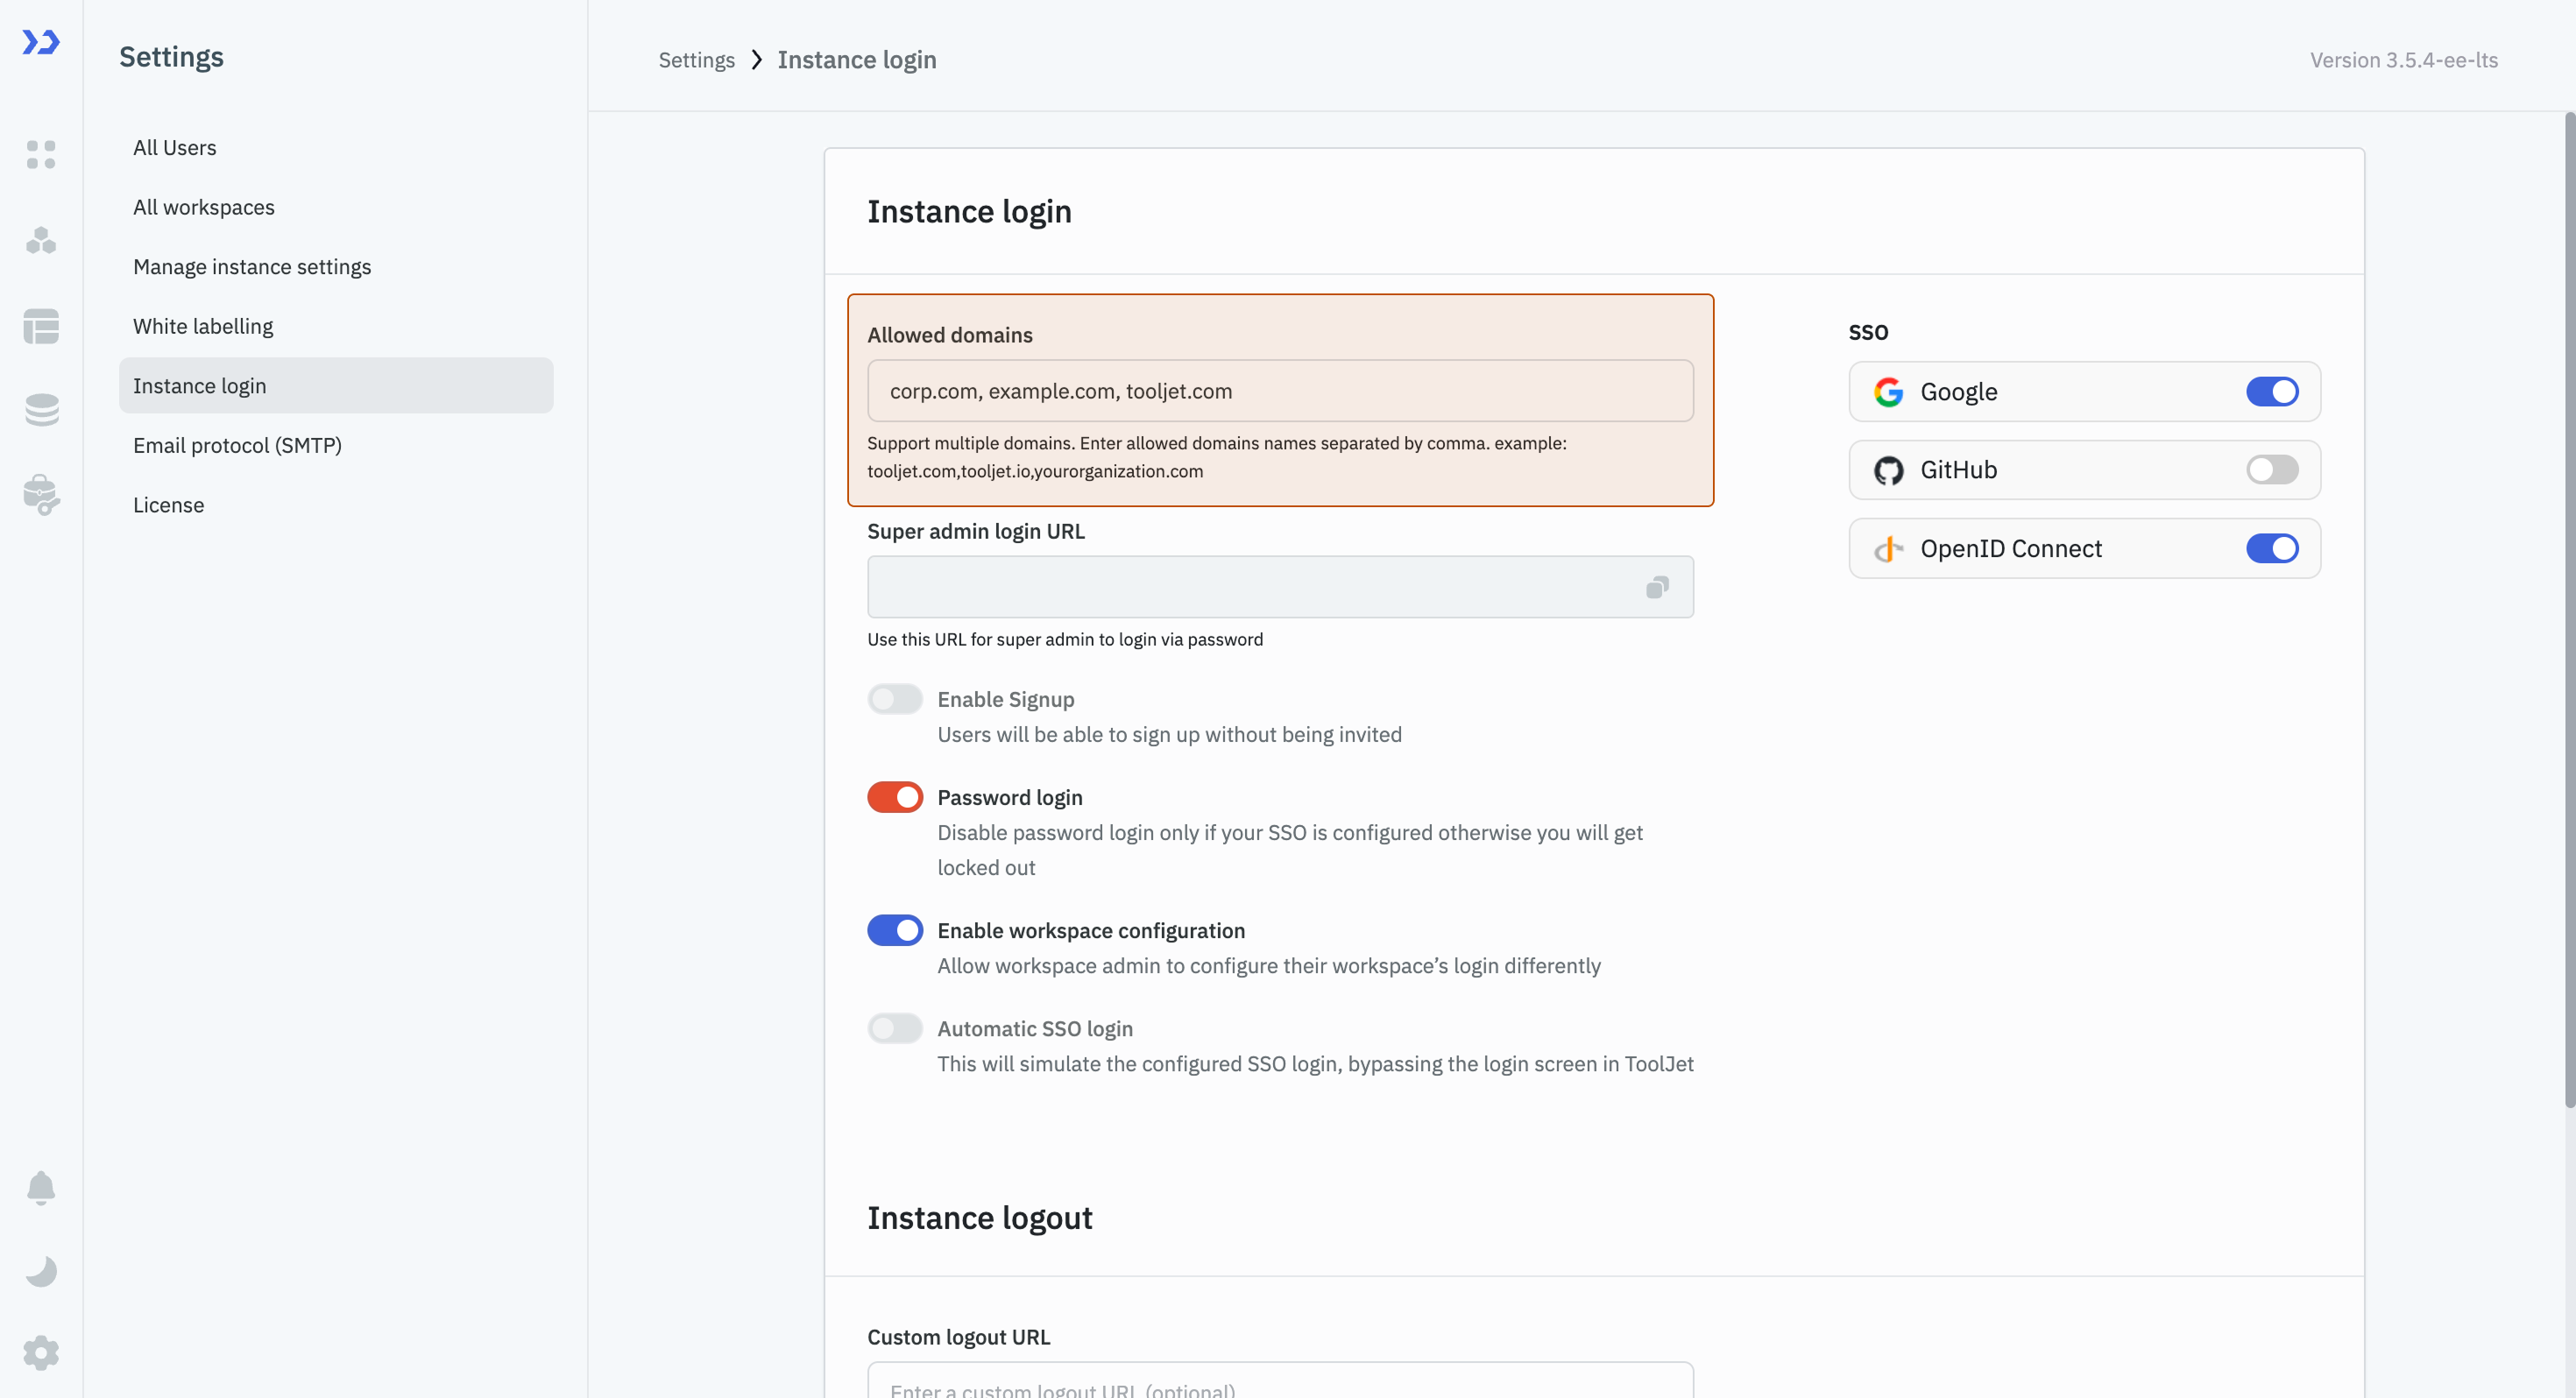 Settings
Settings
Instance login
Version 3.5.4-ee-lts
All Users
All workspaces
Manage instance settings
White labelling
Instance login
Email protocol (SMTP)
License
Instance login
Allowed domains
corp.com, example.com, tooljet.com
Support multiple domains. Enter allowed domains names separated by comma. example:
tooljet.com,tooljet.io,yourorganization.com
Super admin login URL
Use this URL for super admin to login via password
Enable Signup
Users will be able to sign up without being invited
Password login
Disable password login only if your SSO is configured otherwise you will get
locked out
Enable workspace configuration
Allow workspace admin to configure their workspace’s login differently
Automatic SSO login
This will simulate the configured SSO login, bypassing the login screen in ToolJet
SSO
Google
GitHub
OpenID Connect
Instance logout
Custom logout URL
Enter a custom logout URL (optional)